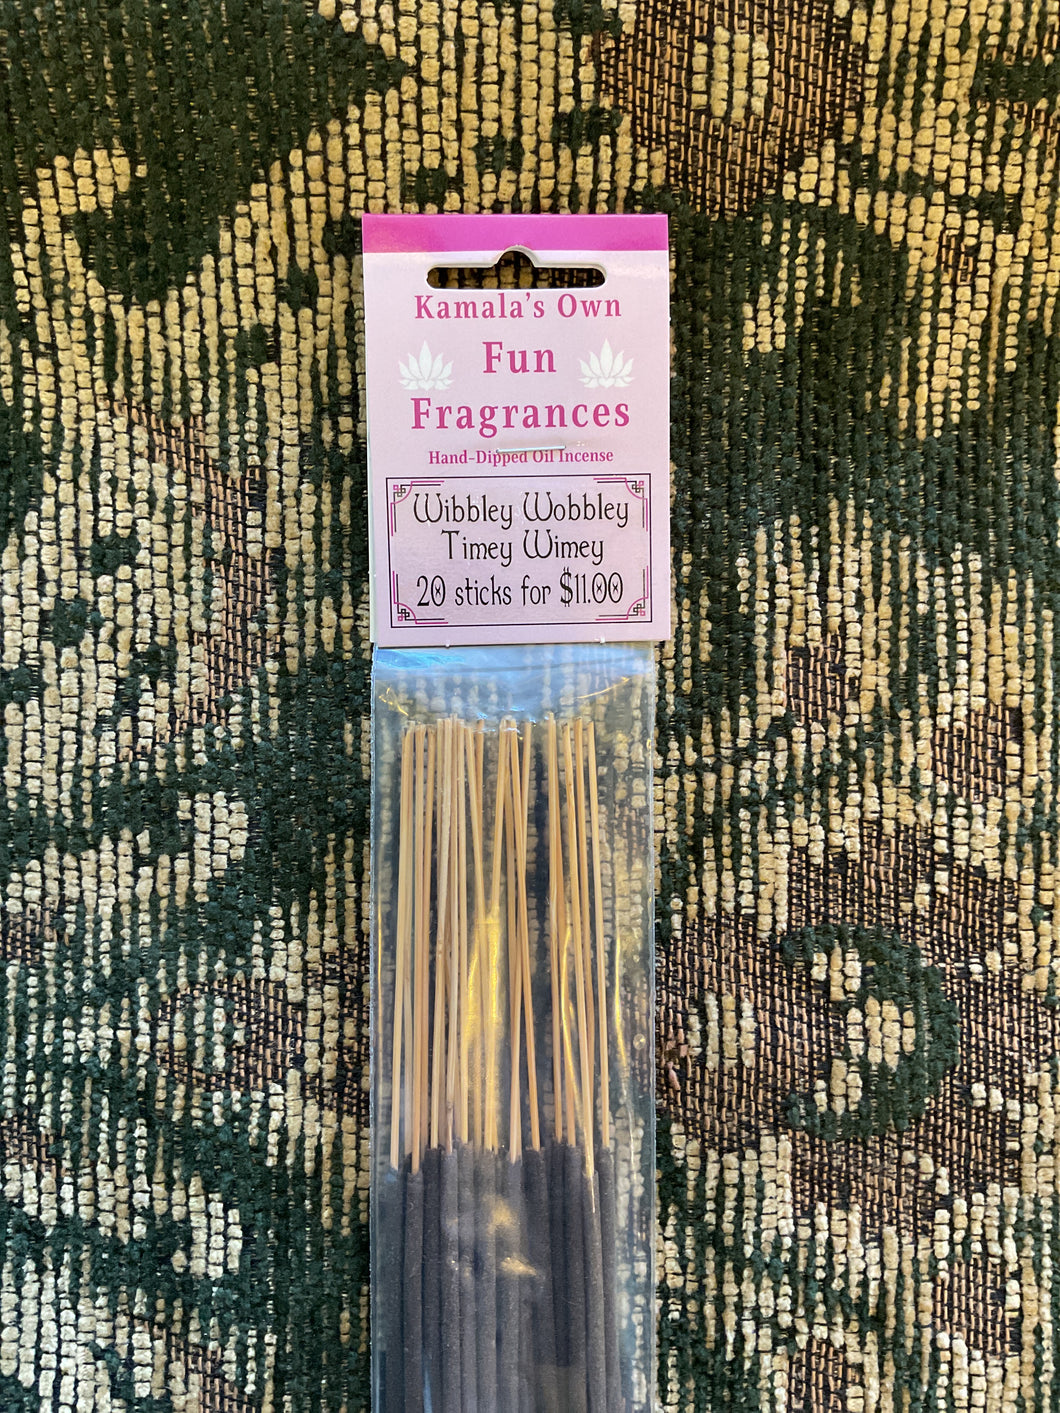 Kamala's Own
Fun
Fragrances
Hand-Dipped Oil Incense
Wibbley Wobbley
Timey Wimey
20 sticks for $11.00